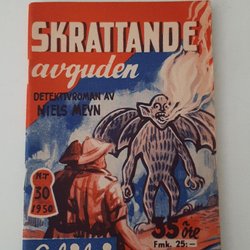 SKRATTANDE
avguden
DETEKTIVROMAN AV
NIELS MEYN
N:r
30
1950
35 öre
Fmk. 25:-